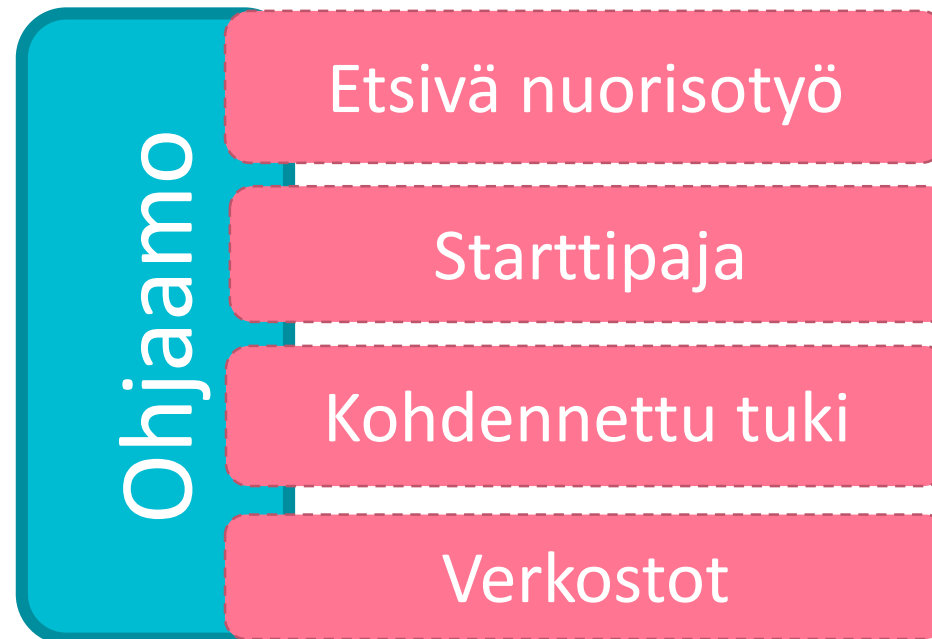 Ohjaamo
Etsivä nuorisotyö
Starttipaja
Kohdennettu tuki
Verkostot